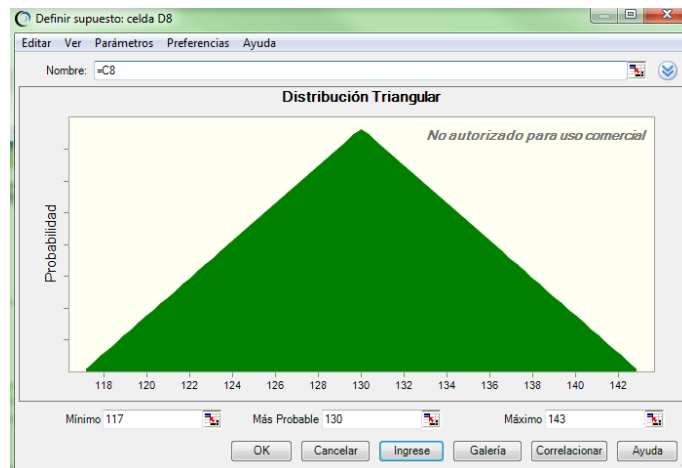 Definir supuesto: celda D8
Editar Ver Parámetros Preferencias Ayuda
Nombre: =C8
Distribución Triangular
No autorizado para uso comercial
Probabilidad
118 120 122 124 126 128 130 132 134 136 138 140 142
Mínimo 117 Más Probable 130 Máximo 143
OK Cancelar Ingrese Galería Correlacionar Ayuda